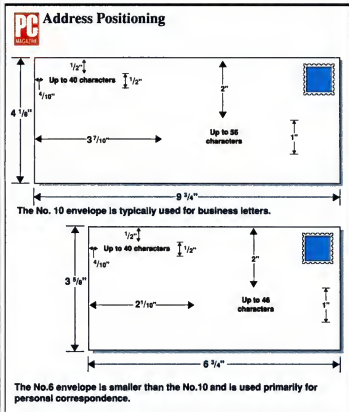 PC
MAGAZINE
Address Positioning
1/2"
Up to 40 characters
1/2"
4/10"
2"
4 1/8"
3 7/10"
Up to 56
characters
1"
9 3/4"
The No. 10 envelope is typically used for business letters.
1/2"
Up to 40 characters
1/2"
4/10"
2"
3 5/8"
2 1/10"
Up to 46
characters
1"
6 3/4"
The No.6 envelope is smaller than the No.10 and is used primarily for
personal correspondence.